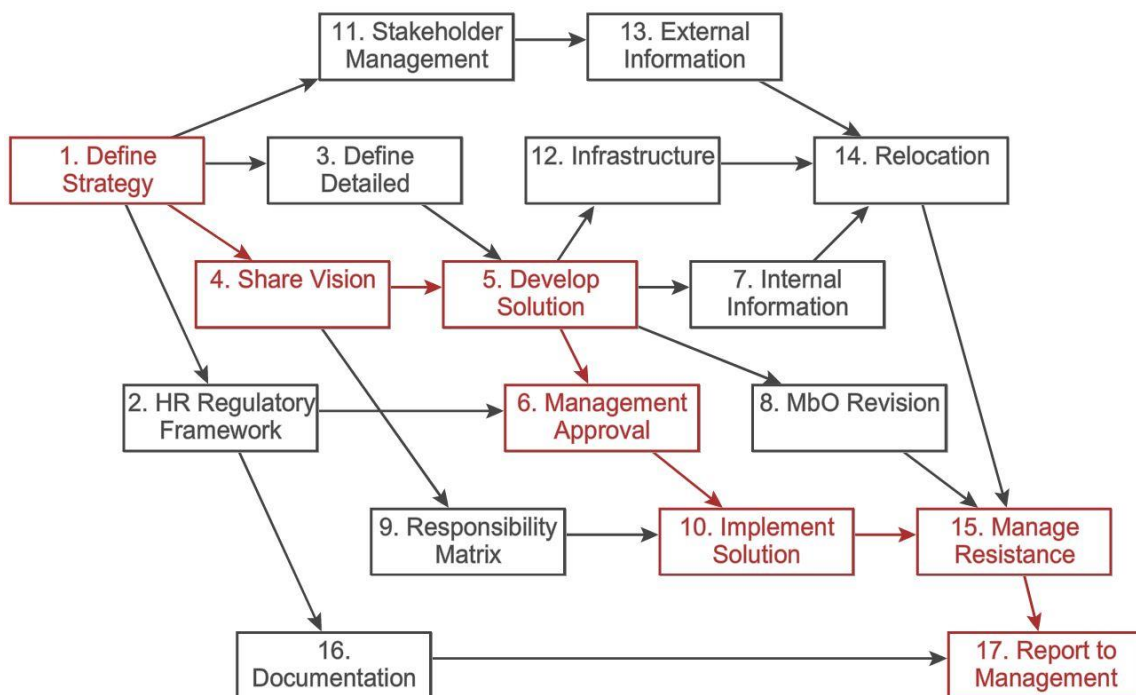 11. Stakeholder
Management
13. External
Information
1. Define
Strategy
3. Define
Detailed
12. Infrastructure
14. Relocation
4. Share Vision
5. Develop
Solution
7. Internal
Information
2. HR Regulatory
Framework
6. Management
Approval
8. MbO Revision
9. Responsibility
Matrix
10. Implement
Solution
15. Manage
Resistance
16.
Documentation
17. Report to
Management